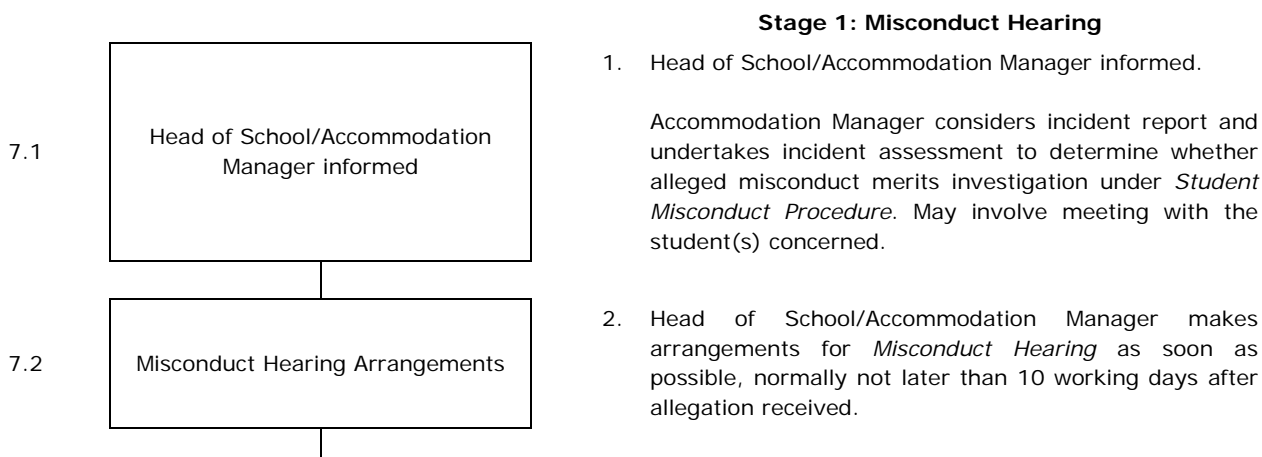 Stage 1: Misconduct Hearing
7.1
Head of School/Accommodation
Manager informed
1. Head of School/Accommodation Manager informed.
Accommodation Manager considers incident report and
undertakes incident assessment to determine whether
alleged misconduct merits investigation under Student
Misconduct Procedure. May involve meeting with the
student(s) concerned.
7.2
Misconduct Hearing Arrangements
2. Head of School/Accommodation Manager makes
arrangements for Misconduct Hearing as soon as
possible, normally not later than 10 working days after
allegation received.